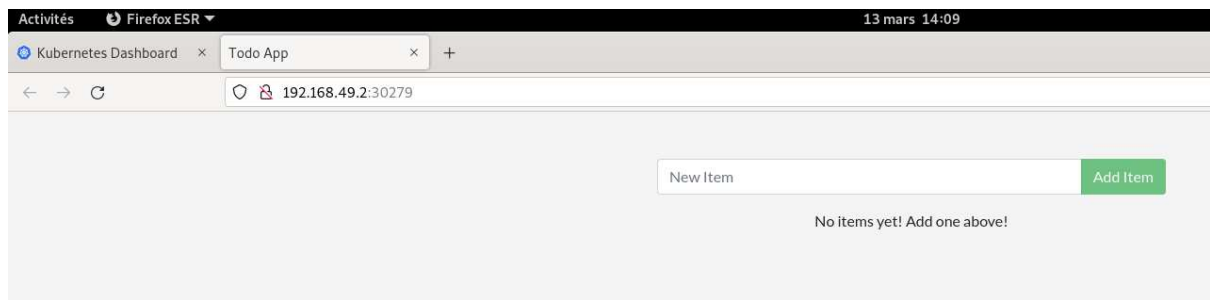 Activités Firefox ESR 13 mars 14:09
Kubernetes Dashboard × Todo App × +
192.168.49.2:30279
New Item Add Item
No items yet! Add one above!